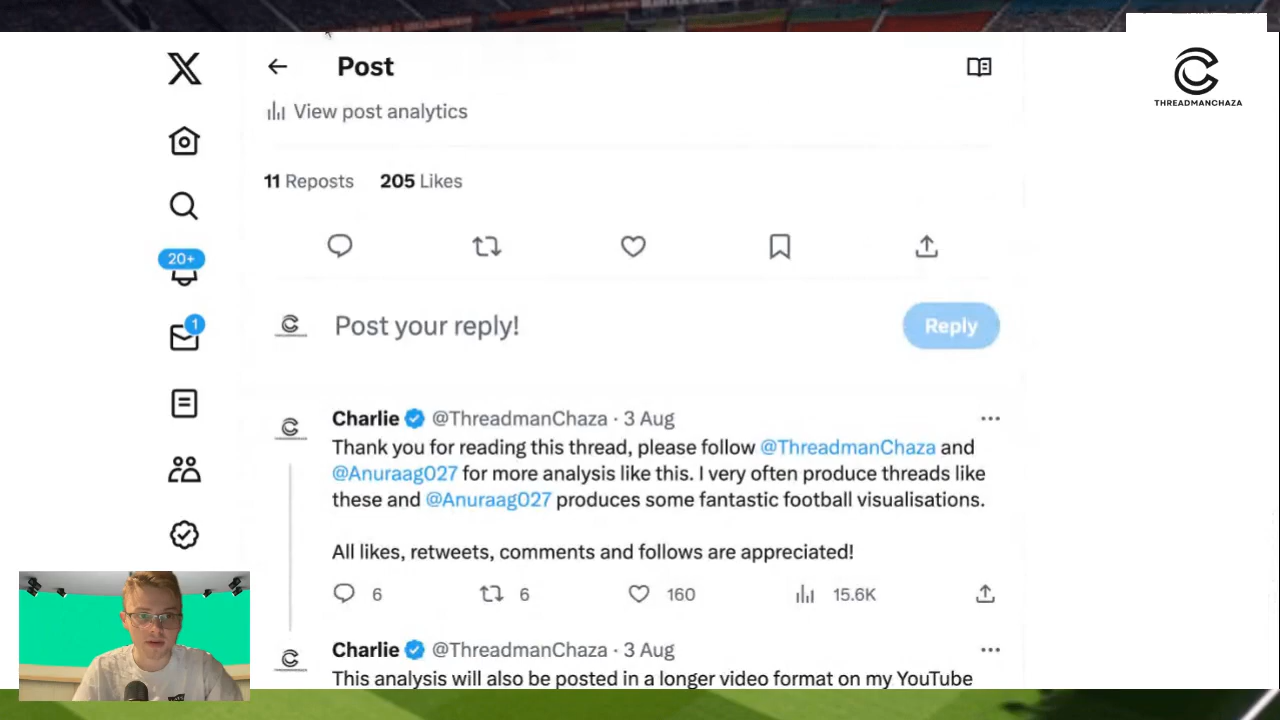 Post
THREADMANCHAZA
View post analytics
11 Reposts 205 Likes
20+
1
Post your reply!
Reply
Charlie @ThreadmanChaza · 3 Aug
Thank you for reading this thread, please follow @ThreadmanChaza and
@Anuraag027 for more analysis like this. I very often produce threads like
these and @Anuraag027 produces some fantastic football visualisations.
All likes, retweets, comments and follows are appreciated!
6 6 160 15.6K
Charlie @ThreadmanChaza · 3 Aug
This analysis will also be posted in a longer video format on my YouTube